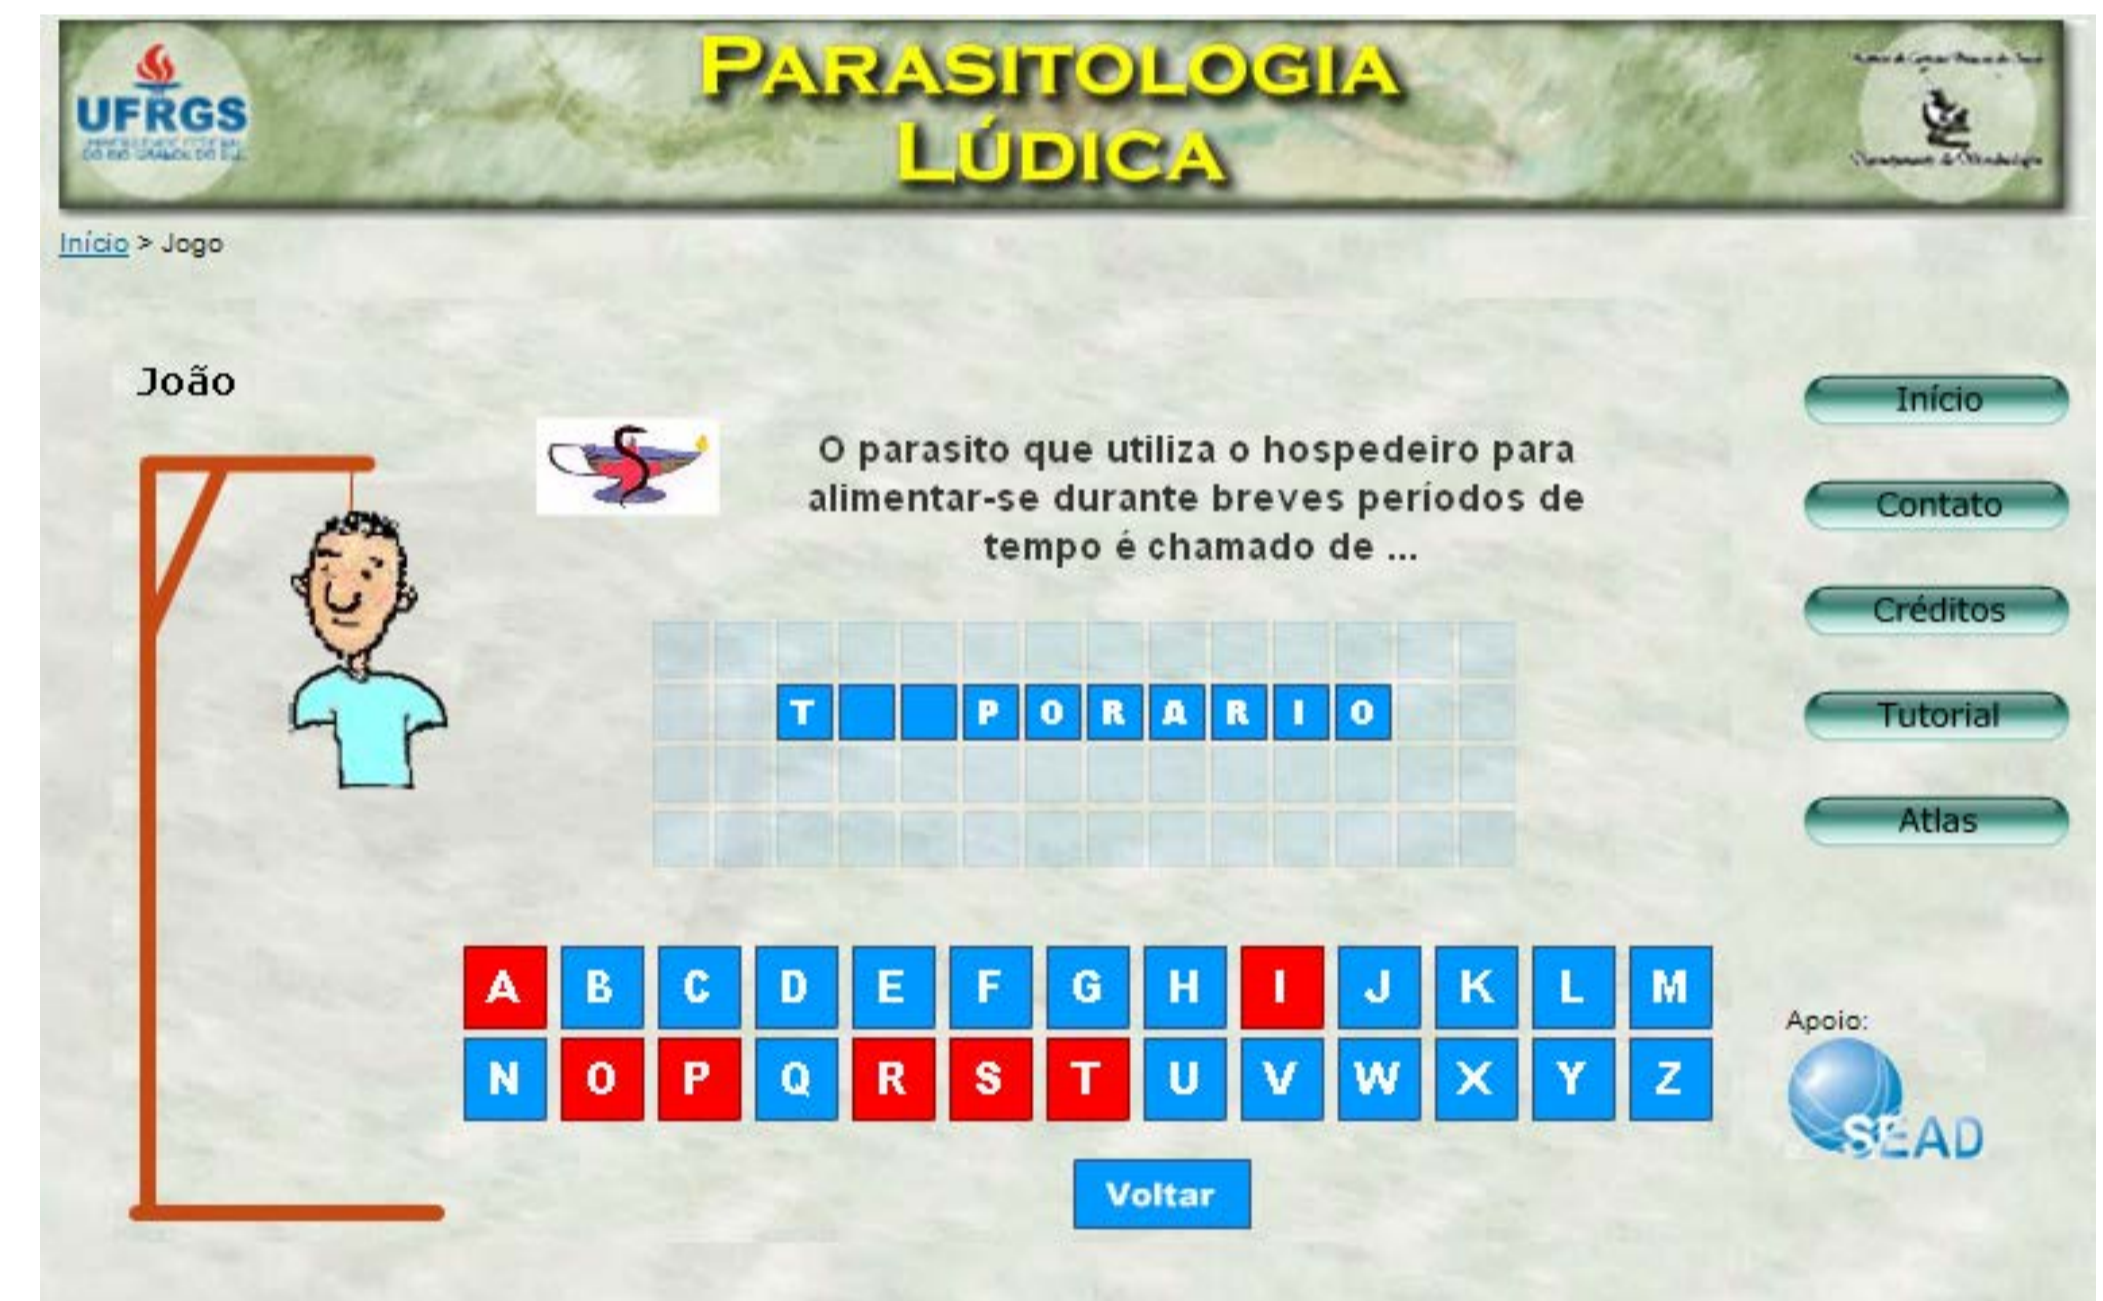 UFRGS
PARASITOLOGIA
LÚDICA
Início > Jogo
João
O parasito que utiliza o hospedeiro para
alimentar-se durante breves períodos de
tempo é chamado de ...
T PORARIO
A B C D E F G H I J K L M
N O P Q R S T U V W X Y Z
Voltar
Início
Contato
Créditos
Tutorial
Atlas
Apoio:
SEAD